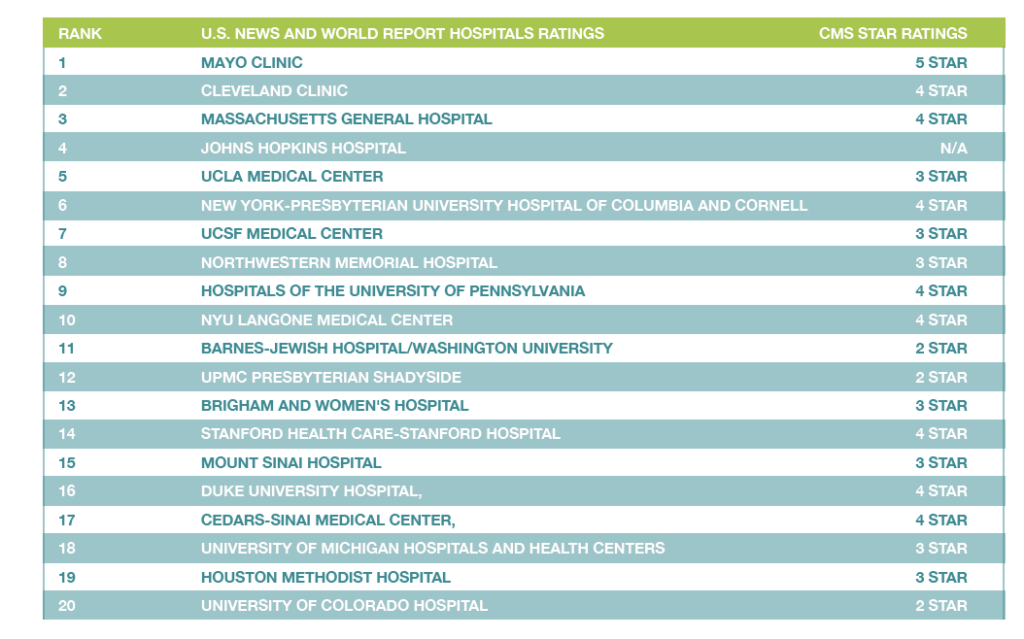 RANK U.S. NEWS AND WORLD REPORT HOSPITALS RATINGS CMS STAR RATINGS
1 MAYO CLINIC 5 STAR
2 CLEVELAND CLINIC 4 STAR
3 MASSACHUSETTS GENERAL HOSPITAL 4 STAR
4 JOHNS HOPKINS HOSPITAL N/A
5 UCLA MEDICAL CENTER 3 STAR
6 NEW YORK-PRESBYTERIAN UNIVERSITY HOSPITAL OF COLUMBIA AND CORNELL 4 STAR
7 UCSF MEDICAL CENTER 3 STAR
8 NORTHWESTERN MEMORIAL HOSPITAL 3 STAR
9 HOSPITALS OF THE UNIVERSITY OF PENNSYLVANIA 4 STAR
10 NYU LANGONE MEDICAL CENTER 4 STAR
11 BARNES-JEWISH HOSPITAL/WASHINGTON UNIVERSITY 2 STAR
12 UPMC PRESBYTERIAN SHADYSIDE 2 STAR
13 BRIGHAM AND WOMEN'S HOSPITAL 3 STAR
14 STANFORD HEALTH CARE-STANFORD HOSPITAL 4 STAR
15 MOUNT SINAI HOSPITAL 3 STAR
16 DUKE UNIVERSITY HOSPITAL, 4 STAR
17 CEDARS-SINAI MEDICAL CENTER, 4 STAR
18 UNIVERSITY OF MICHIGAN HOSPITALS AND HEALTH CENTERS 3 STAR
19 HOUSTON METHODIST HOSPITAL 3 STAR
20 UNIVERSITY OF COLORADO HOSPITAL 2 STAR